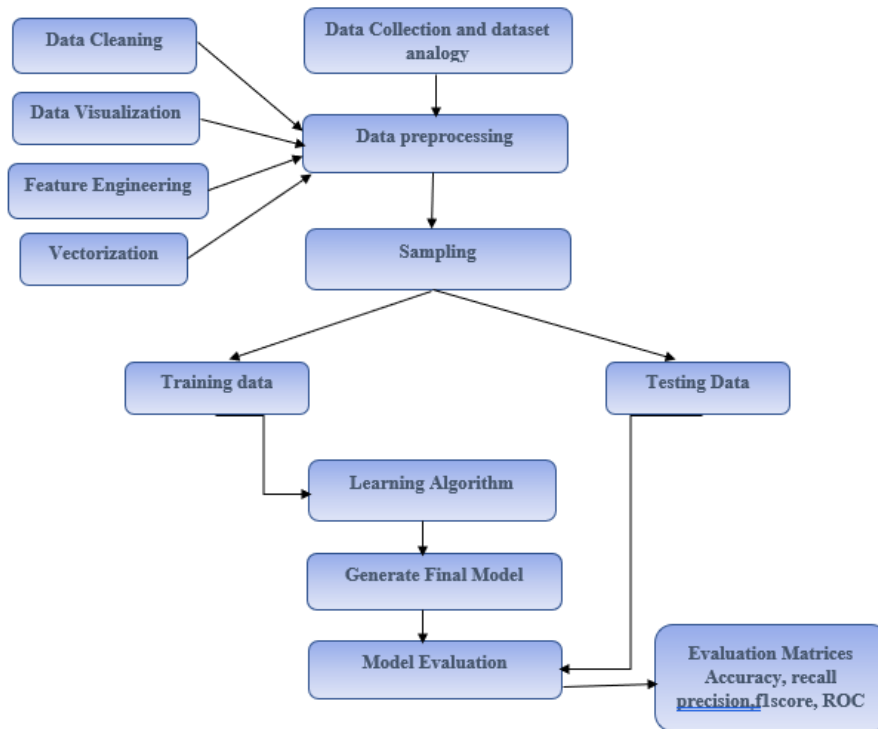 Data Cleaning
Data Collection and dataset
analogy
Data Visualization
Data preprocessing
Feature Engineering
Vectorization
Sampling
Training data
Testing Data
Learning Algorithm
Generate Final Model
Model Evaluation
Evaluation Matrices
Accuracy, recall
precision,f1score, ROC